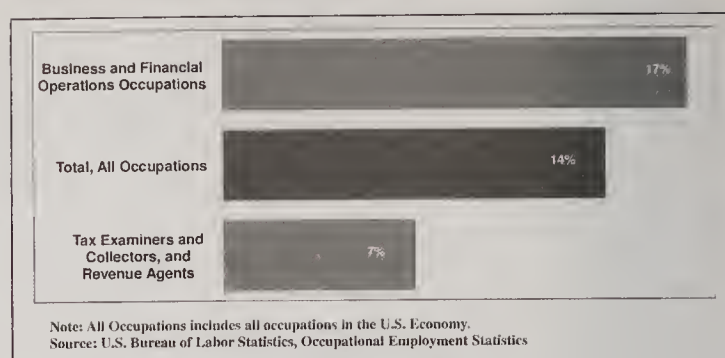 Business and Financial
Operations Occupations
17%
Total, All Occupations
14%
Tax Examiners and
Collectors, and
Revenue Agents
7%
Note: All Occupations includes all occupations in the U.S. Economy.
Source: U.S. Bureau of Labor Statistics, Occupational Employment Statistics